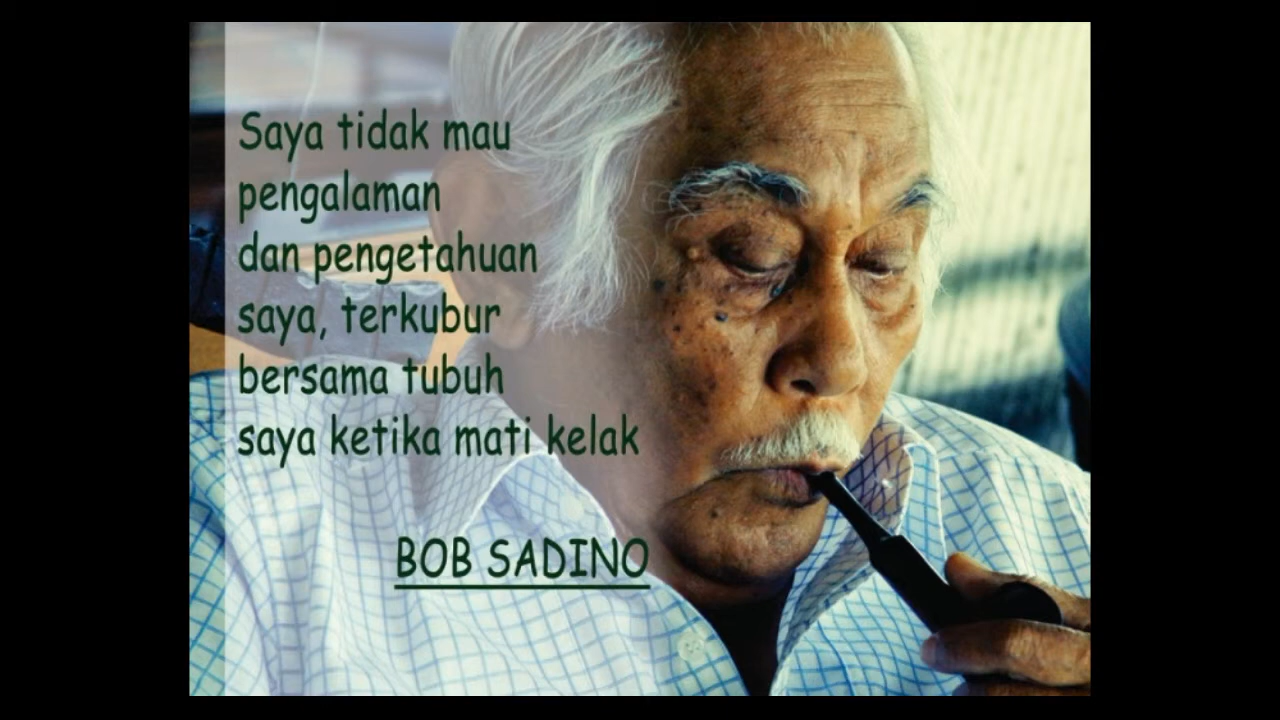 Saya tidak mau
pengalaman
dan pengetahuan
saya, terkubur
bersama tubuh
saya ketika mati kelak
BOB SADINO